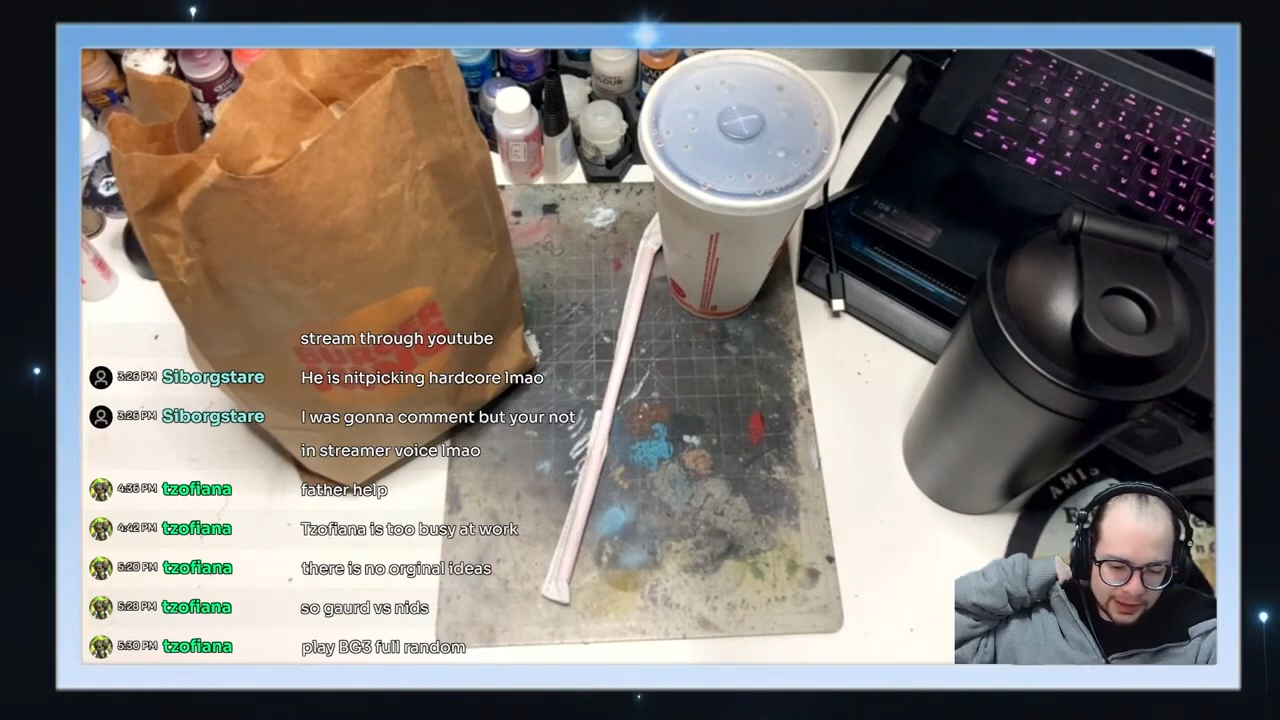 BURGER
stream through youtube
3:26 PM Siborgstare He is nitpicking hardcore lmao
3:26 PM Siborgstare I was gonna comment but your not
in streamer voice lmao
4:36 PM tzofiana father help
4:42 PM tzofiana Tzofiana is too busy at work
5:20 PM tzofiana there is no orginal ideas
5:28 PM tzofiana so gaurd vs nids
5:30 PM tzofiana play BG3 full random
AMIS